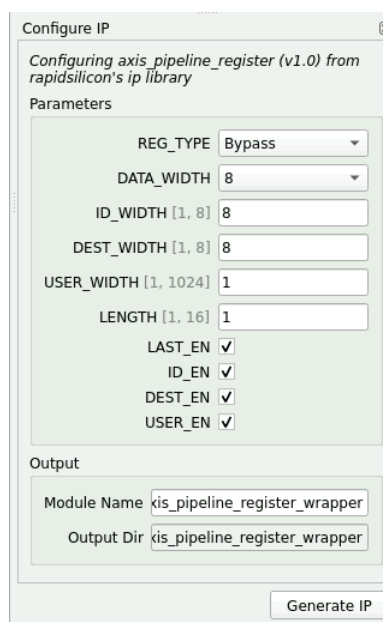 Configure IP
Configuring axis_pipeline_register (v1.0) from
rapidsilicon's ip library
Parameters
REG_TYPE Bypass
DATA_WIDTH 8
ID_WIDTH [1, 8] 8
DEST_WIDTH [1, 8] 8
USER_WIDTH [1, 1024] 1
LENGTH [1, 16] 1
LAST_EN
ID_EN
DEST_EN
USER_EN
Output
Module Name xis_pipeline_register_wrapper
Output Dir xis_pipeline_register_wrapper
Generate IP